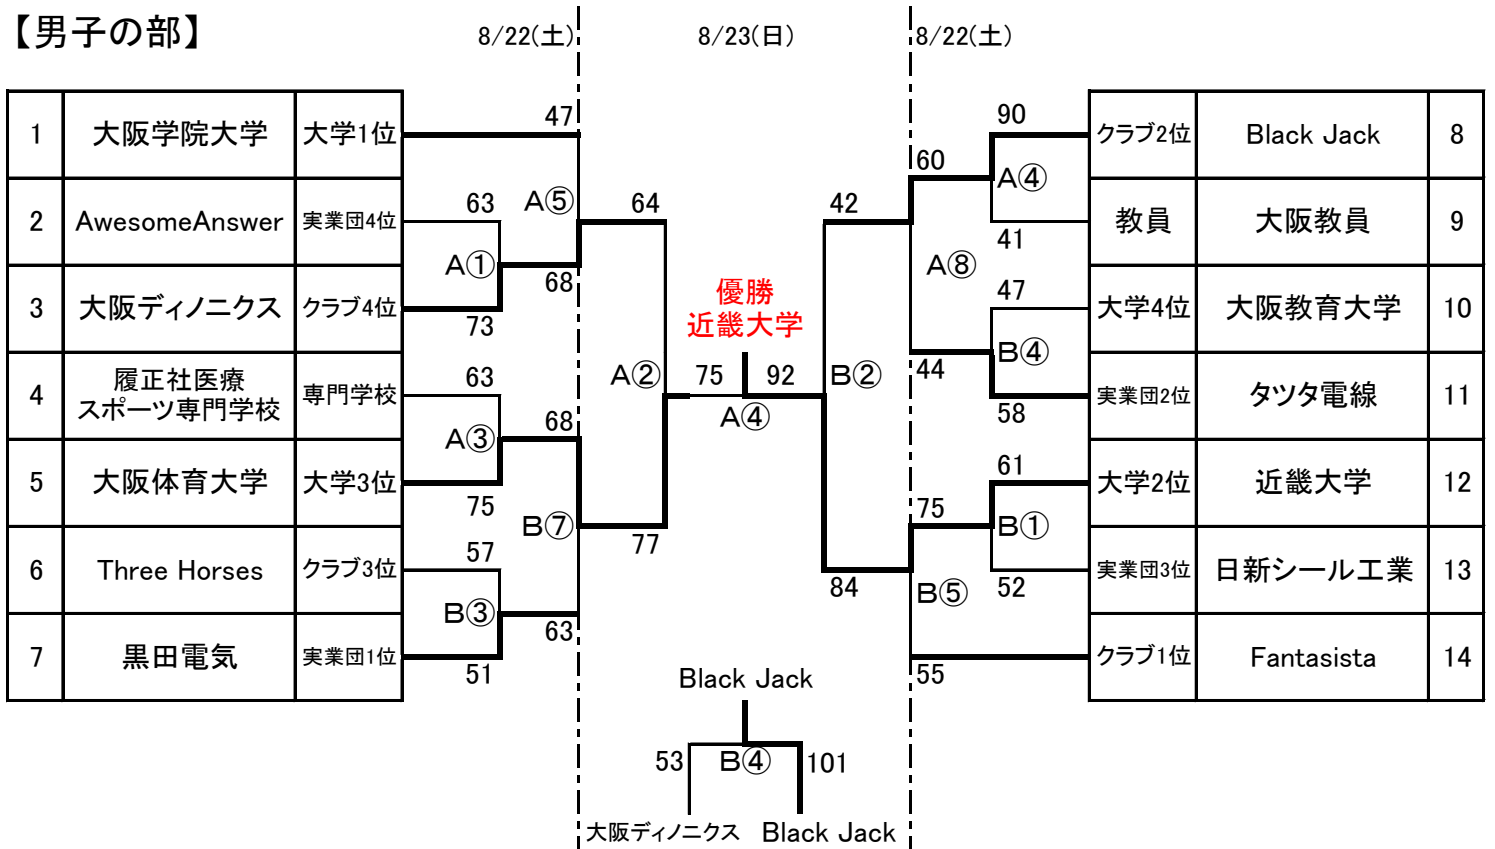 【男子の部】
8/22(土)
8/23(日)
8/22(土)
1 大阪学院大学 大学1位
2 AwesomeAnswer 実業団4位
3 大阪ディノニクス クラブ4位
4 履正社医療
スポーツ専門学校 専門学校
5 大阪体育大学 大学3位
6 Three Horses クラブ3位
7 黒田電気 実業団1位
47
63
A⑤
A①
68
73
63
A③
68
75
B⑦
57
B③
63
51
64
A②
77
優勝
近畿大学
75 92
A④
42
B②
84
90
60
A④
41
A⑧
47
B④
44
58
61
75
B①
52
B⑤
55
クラブ2位 Black Jack 8
教員 大阪教員 9
大学4位 大阪教育大学 10
実業団2位 タツタ電線 11
大学2位 近畿大学 12
実業団3位 日新シール工業 13
クラブ1位 Fantasista 14
Black Jack
53 B④ 101
大阪ディノニクス Black Jack